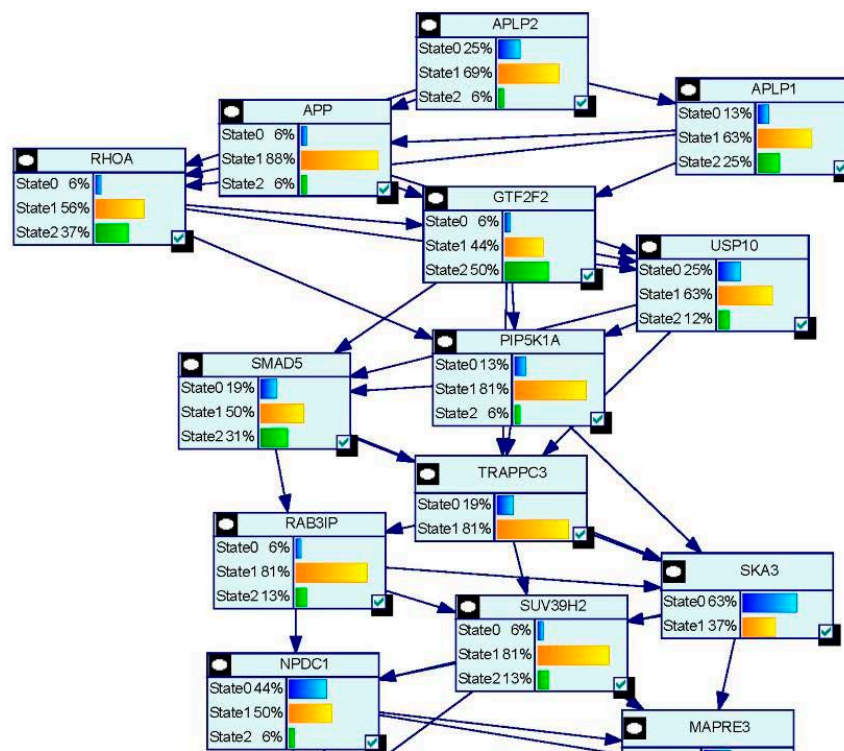 APLP2
State0 25%
State1 69%
State2 6%
APLP1
State0 13%
State1 63%
State2 25%
APP
State0 6%
State1 88%
State2 6%
RHOA
State0 6%
State1 56%
State2 37%
GTF2F2
State0 6%
State1 44%
State2 50%
USP10
State0 25%
State1 63%
State2 12%
PIP5K1A
State0 13%
State1 81%
State2 6%
SMAD5
State0 19%
State1 50%
State2 31%
TRAPPC3
State0 19%
State1 81%
RAB3IP
State0 6%
State1 81%
State2 13%
SKA3
State0 63%
State1 37%
SUV39H2
State0 6%
State1 81%
State2 13%
NPDC1
State0 44%
State1 50%
State2 6%
MAPRE3